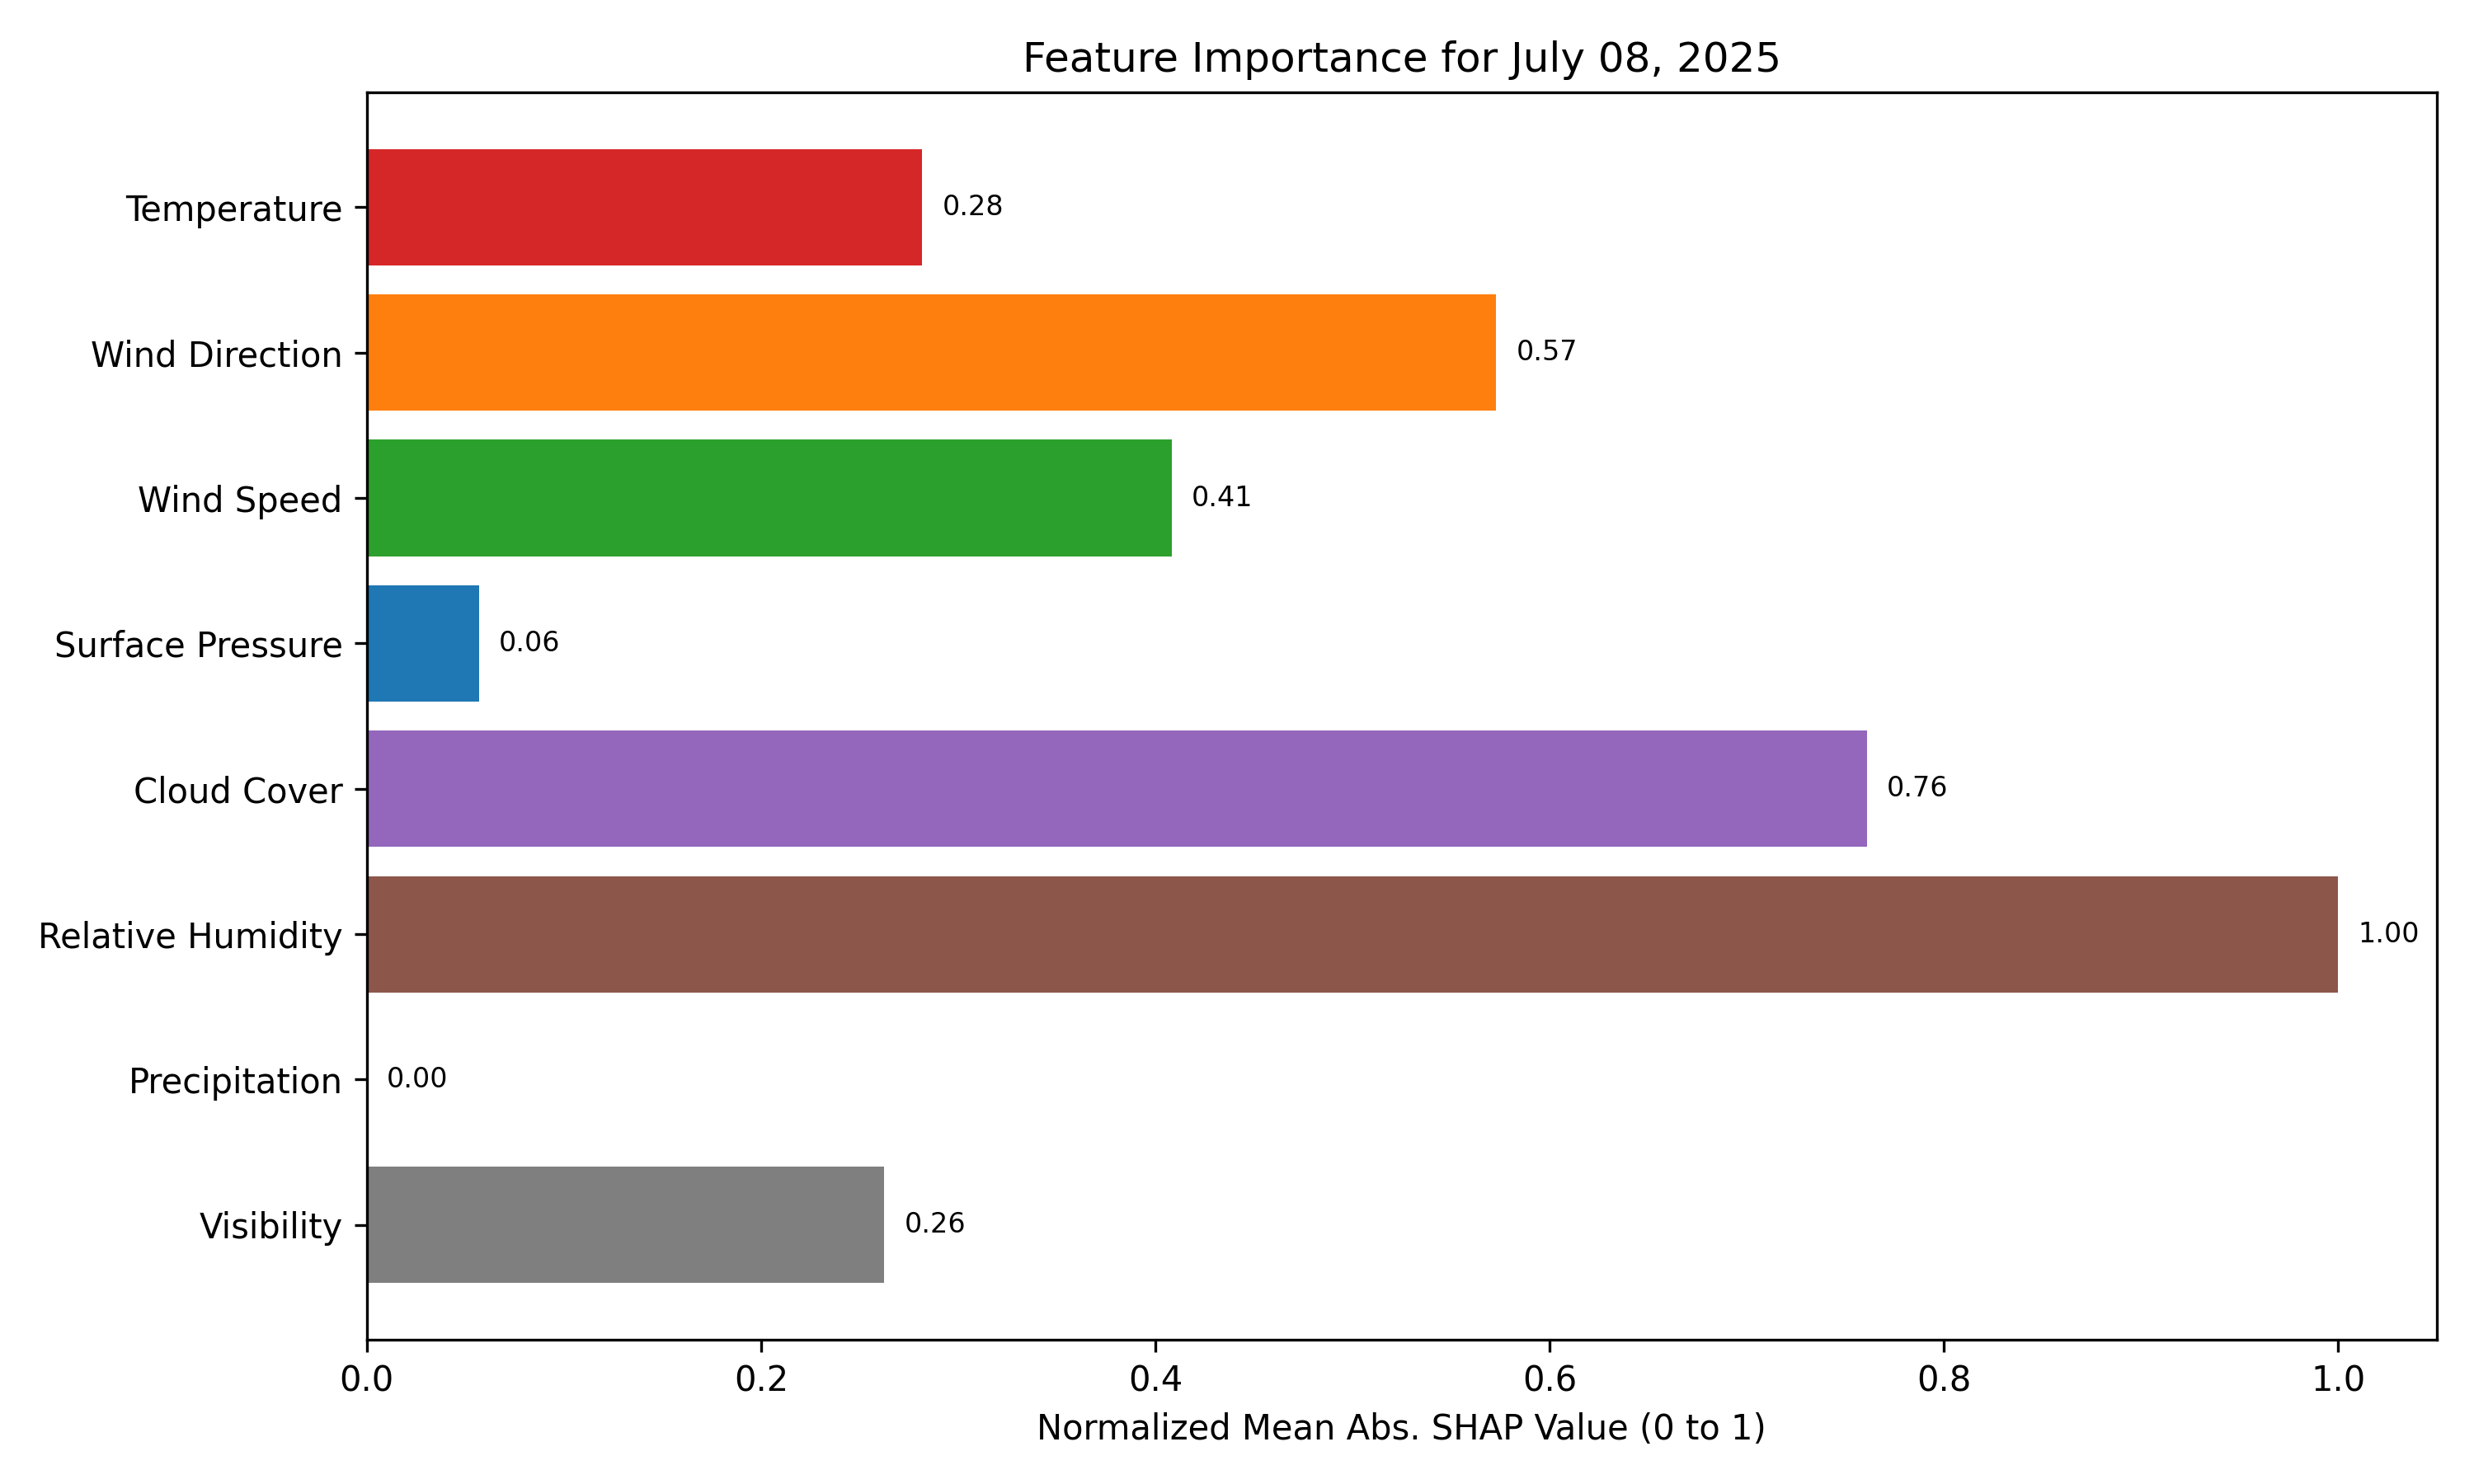 Feature Importance for July 08, 2025
Temperature 0.28
Wind Direction 0.57
Wind Speed 0.41
Surface Pressure 0.06
Cloud Cover 0.76
Relative Humidity 1.00
Precipitation 0.00
Visibility 0.26
0.0 0.2 0.4 0.6 0.8 1.0
Normalized Mean Abs. SHAP Value (0 to 1)